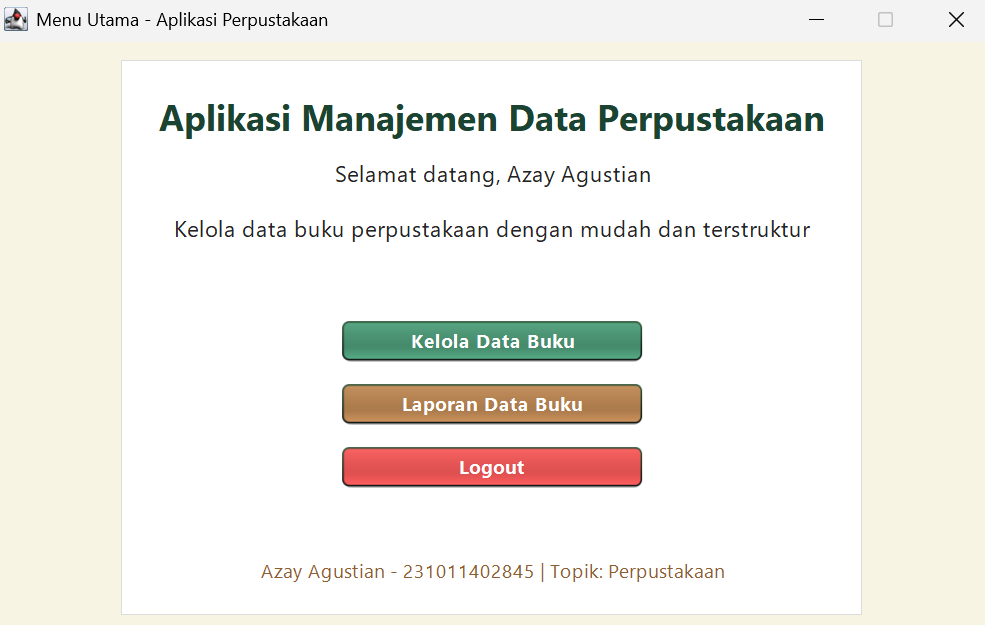 Menu Utama - Aplikasi Perpustakaan
Aplikasi Manajemen Data Perpustakaan
Selamat datang, Azay Agustian
Kelola data buku perpustakaan dengan mudah dan terstruktur
Kelola Data Buku
Laporan Data Buku
Logout
Azay Agustian - 231011402845 | Topik: Perpustakaan